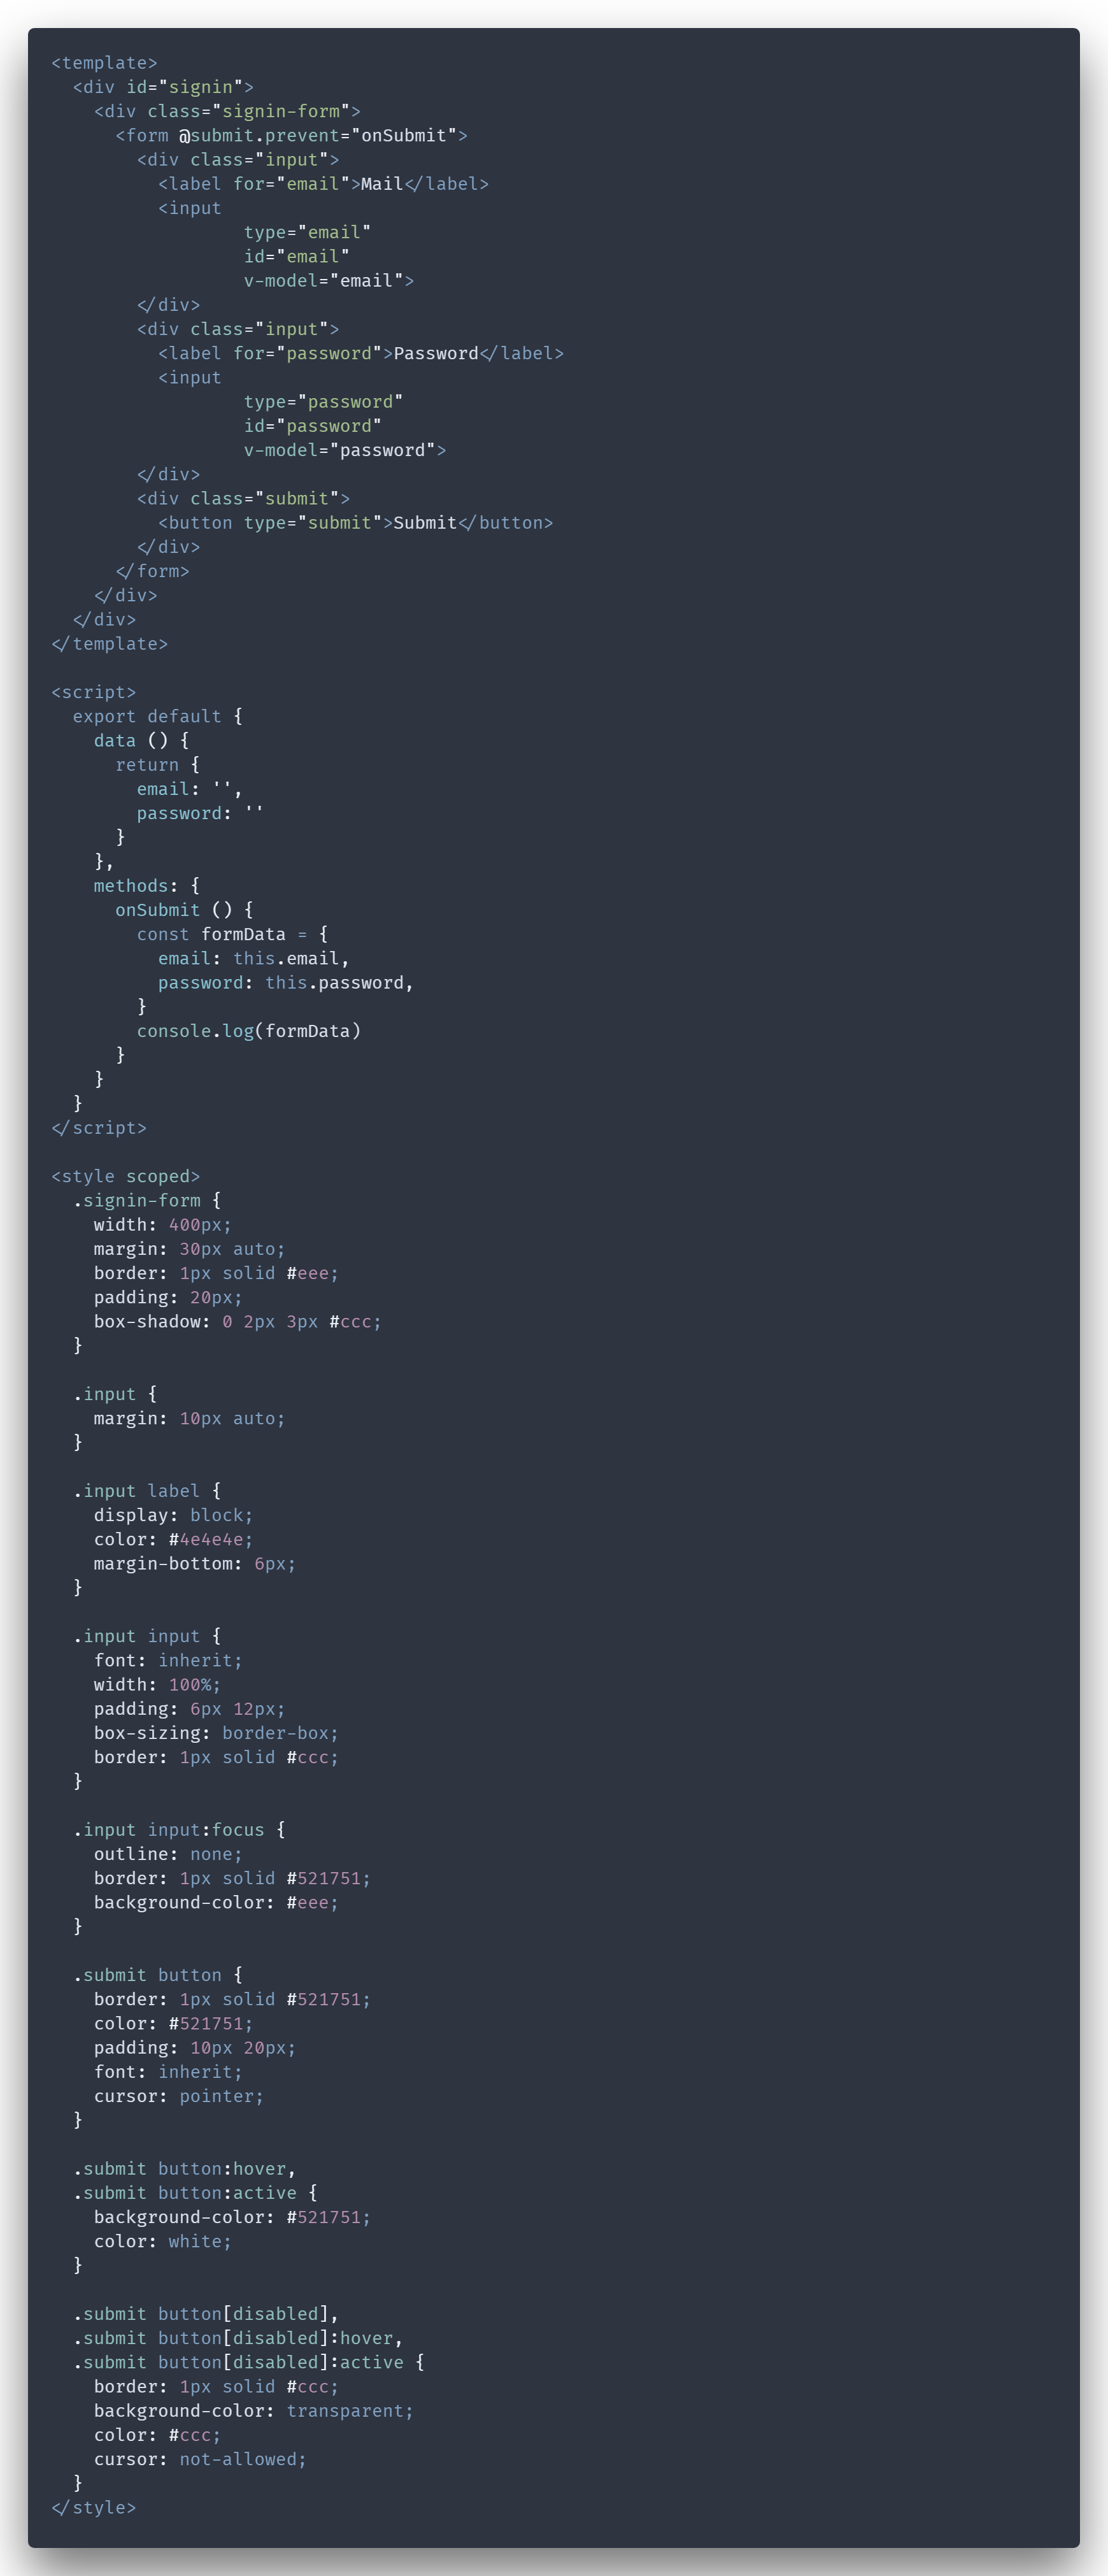 <template>
  <div id="signin">
    <div class="signin-form">
      <form @submit.prevent="onSubmit">
        <div class="input">
          <label for="email">Mail</label>
          <input
                  type="email"
                  id="email"
                  v-model="email">
        </div>
        <div class="input">
          <label for="password">Password</label>
          <input
                  type="password"
                  id="password"
                  v-model="password">
        </div>
        <div class="submit">
          <button type="submit">Submit</button>
        </div>
      </form>
    </div>
  </div>
</template>

<script>
  export default {
    data () {
      return {
        email: '',
        password: ''
      }
    },
    methods: {
      onSubmit () {
        const formData = {
          email: this.email,
          password: this.password,
        }
        console.log(formData)
      }
    }
  }
</script>

<style scoped>
  .signin-form {
    width: 400px;
    margin: 30px auto;
    border: 1px solid #eee;
    padding: 20px;
    box-shadow: 0 2px 3px #ccc;
  }

  .input {
    margin: 10px auto;
  }

  .input label {
    display: block;
    color: #4e4e4e;
    margin-bottom: 6px;
  }

  .input input {
    font: inherit;
    width: 100%;
    padding: 6px 12px;
    box-sizing: border-box;
    border: 1px solid #ccc;
  }

  .input input:focus {
    outline: none;
    border: 1px solid #521751;
    background-color: #eee;
  }

  .submit button {
    border: 1px solid #521751;
    color: #521751;
    padding: 10px 20px;
    font: inherit;
    cursor: pointer;
  }

  .submit button:hover,
  .submit button:active {
    background-color: #521751;
    color: white;
  }

  .submit button[disabled],
  .submit button[disabled]:hover,
  .submit button[disabled]:active {
    border: 1px solid #ccc;
    background-color: transparent;
    color: #ccc;
    cursor: not-allowed;
  }
</style>